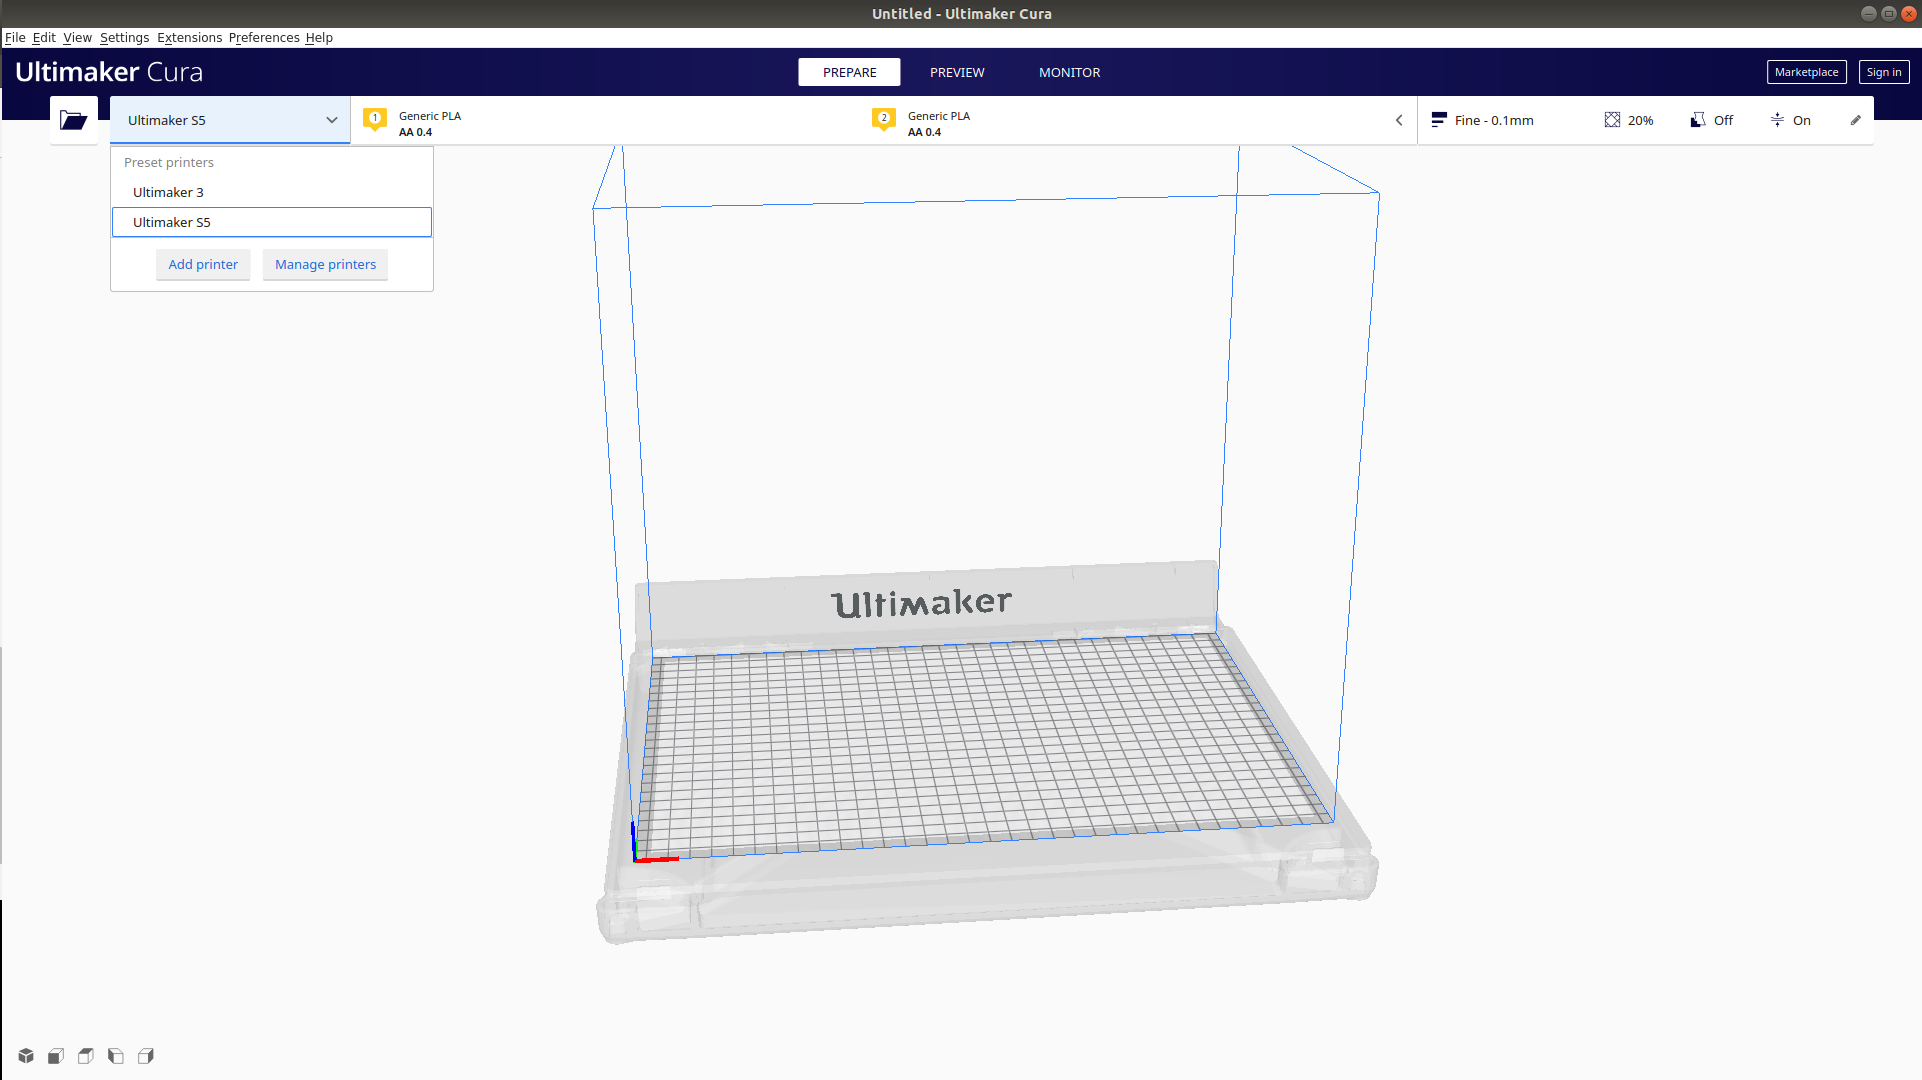 Untitled - Ultimaker Cura
File Edit View Settings Extensions Preferences Help
Ultimaker Cura
PREPARE PREVIEW MONITOR
Marketplace Sign in
Ultimaker S5
1 Generic PLA
AA 0.4
2 Generic PLA
AA 0.4
Fine - 0.1mm 20% Off On
Preset printers
Ultimaker 3
Ultimaker S5
Add printer Manage printers
Ultimaker